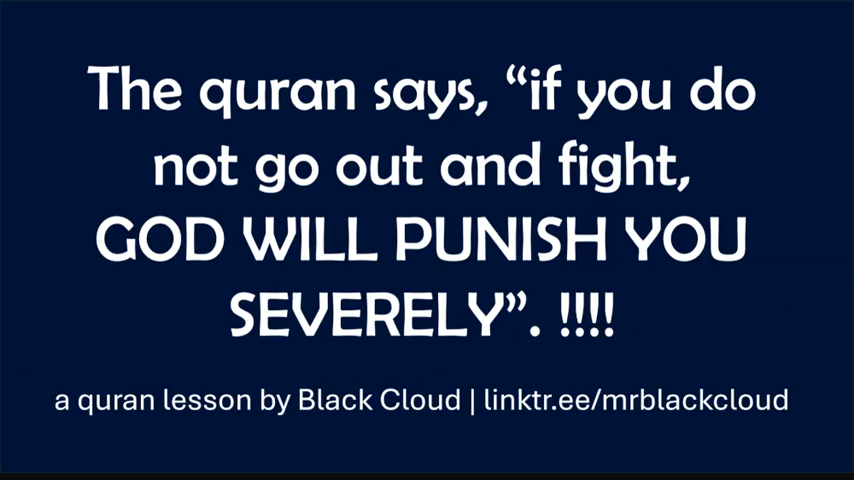 The quran says, “if you do
not go out and fight,
GOD WILL PUNISH YOU
SEVERELY”. !!!!
a quran lesson by Black Cloud | linktr.ee/mrblackcloud